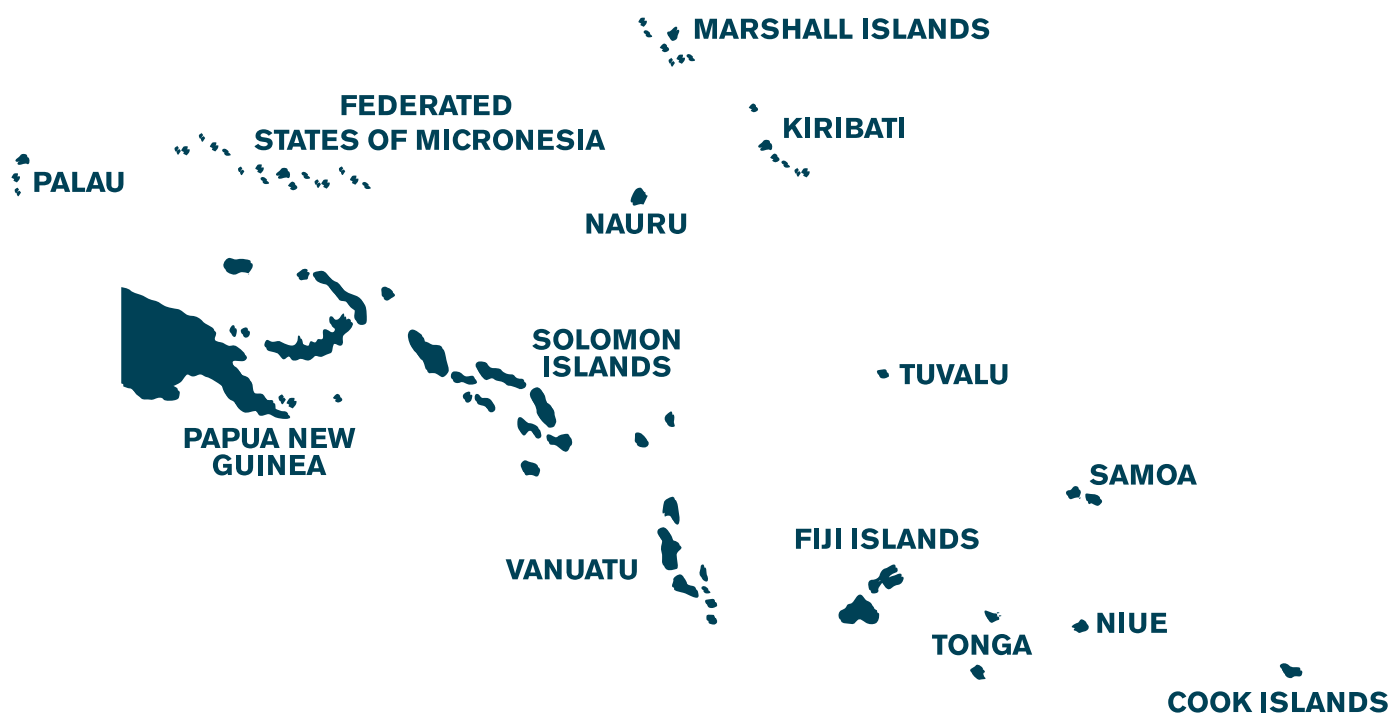 MARSHALL ISLANDS
FEDERATED
STATES OF MICRONESIA
KIRIBATI
PALAU
NAURU
SOLOMON
ISLANDS
TUVALU
PAPUA NEW
GUINEA
SAMOA
FIJI ISLANDS
VANUATU
NIUE
TONGA
COOK ISLANDS